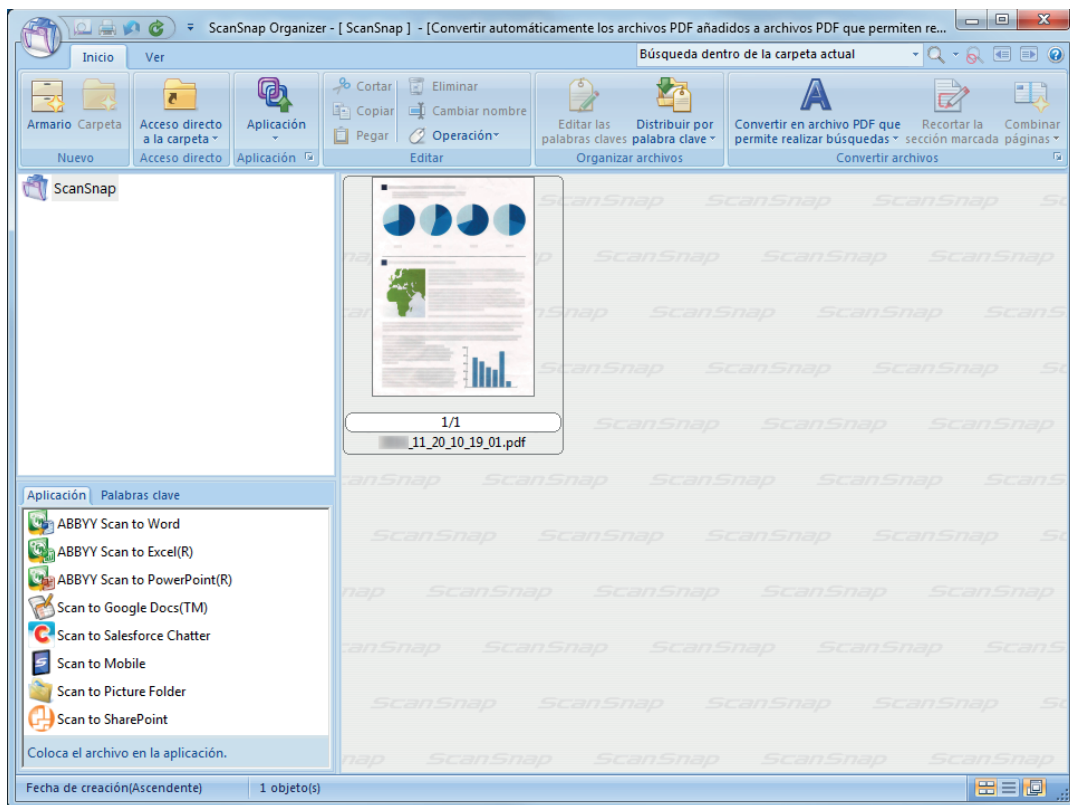 ScanSnap Organizer - [ ScanSnap ] - [Convertir automáticamente los archivos PDF añadidos a archivos PDF que permiten re...
Inicio Ver
Búsqueda dentro de la carpeta actual
Cortar Eliminar
Copiar Cambiar nombre
Pegar Operación
Armario Carpeta
Acceso directo
a la carpeta
Aplicación
Editar las
palabras claves
Distribuir por
palabra clave
Convertir en archivo PDF que
permite realizar búsquedas
Recortar la
sección marcada
Combinar
páginas
Nuevo Acceso directo Aplicación Editar Organizar archivos Convertir archivos
ScanSnap
1/1
_11_20_10_19_01.pdf
Aplicación Palabras clave
ABBYY Scan to Word
ABBYY Scan to Excel(R)
ABBYY Scan to PowerPoint(R)
Scan to Google Docs(TM)
Scan to Salesforce Chatter
Scan to Mobile
Scan to Picture Folder
Scan to SharePoint
Coloca el archivo en la aplicación.
Fecha de creación(Ascendente) 1 objeto(s)